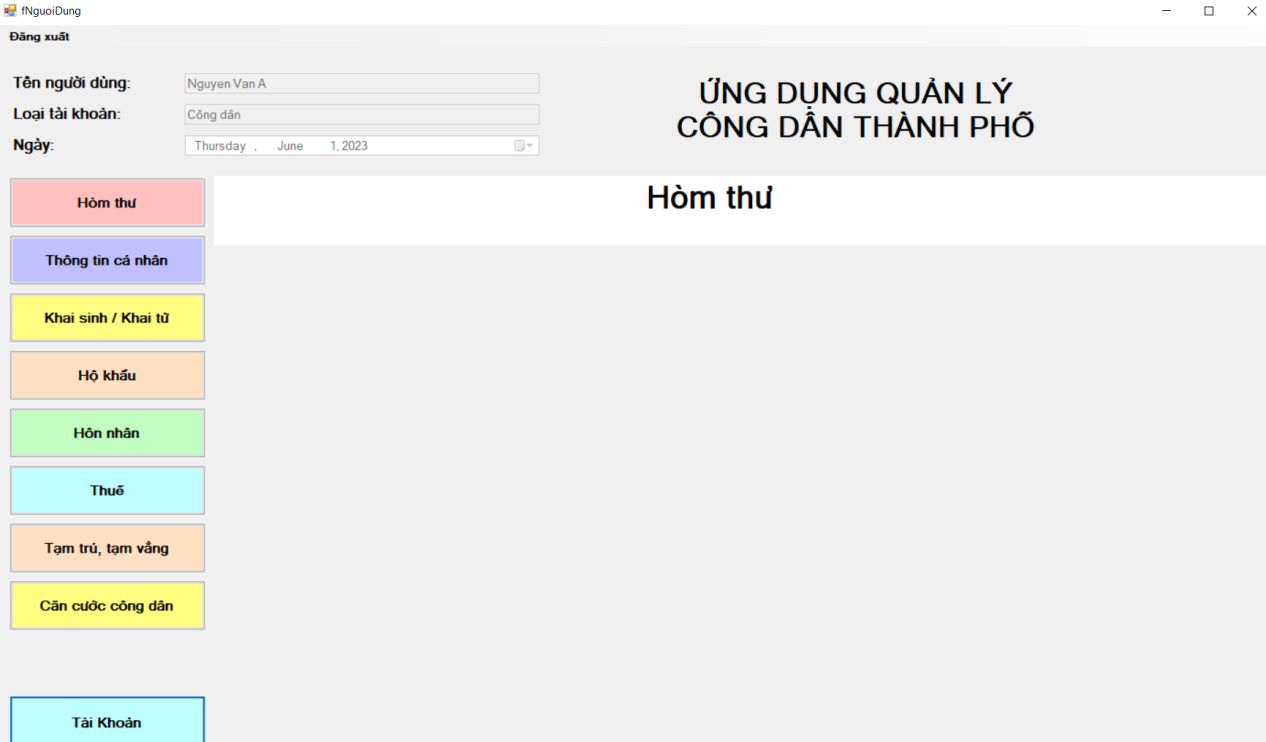 fNguoiDung
Đăng xuất
Tên người dùng: Nguyen Van A
Loại tài khoản: Công dân
Ngày: Thursday , June 1, 2023
ỨNG DỤNG QUẢN LÝ
CÔNG DÂN THÀNH PHỐ
Hòm thư
Hòm thư
Thông tin cá nhân
Khai sinh / Khai tử
Hộ khẩu
Hôn nhân
Thuế
Tạm trú, tạm vắng
Căn cước công dân
Tài Khoản